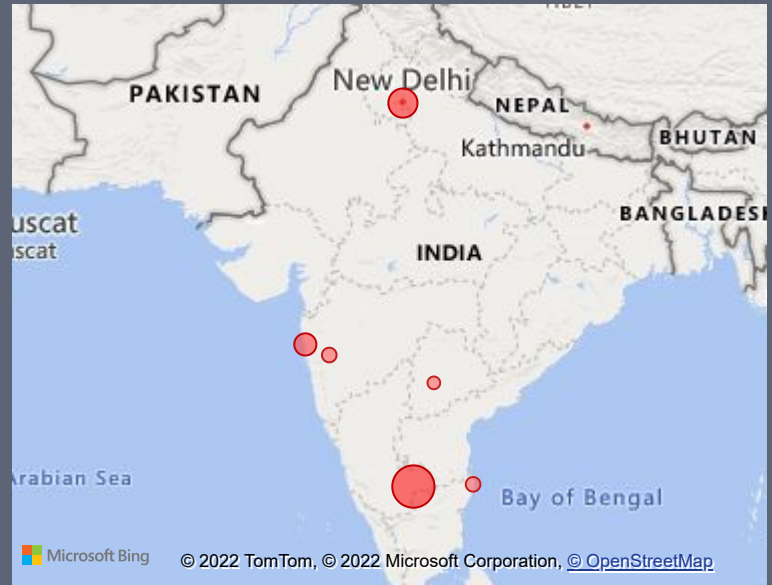 New Delhi
PAKISTAN
NEPAL
BHUTAN
Kathmandu
BANGLADESH
uscat
scat
INDIA
Arabian Sea
Bay of Bengal
Microsoft Bing
© 2022 TomTom, © 2022 Microsoft Corporation, © OpenStreetMap